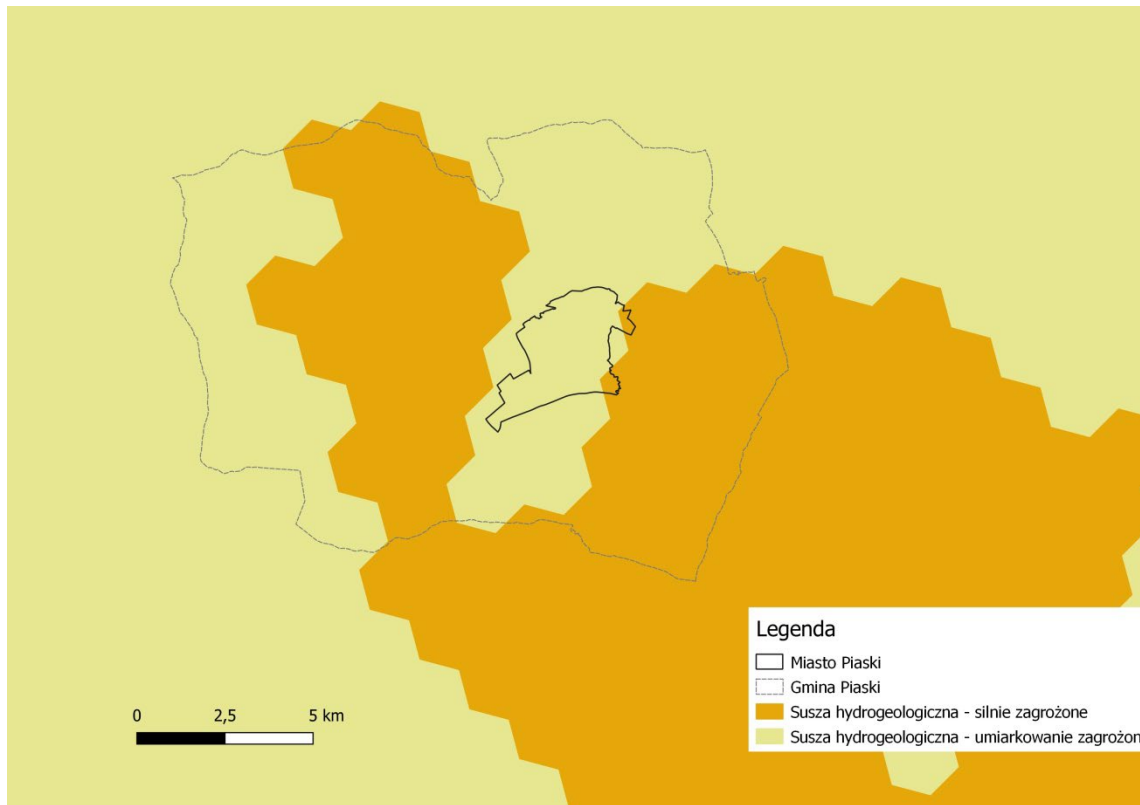 Legenda
Miasto Piaski
Gmina Piaski
Susza hydrogeologiczna - silnie zagrożone
Susza hydrogeologiczna - umiarkowanie zagrożon
0 2,5 5 km